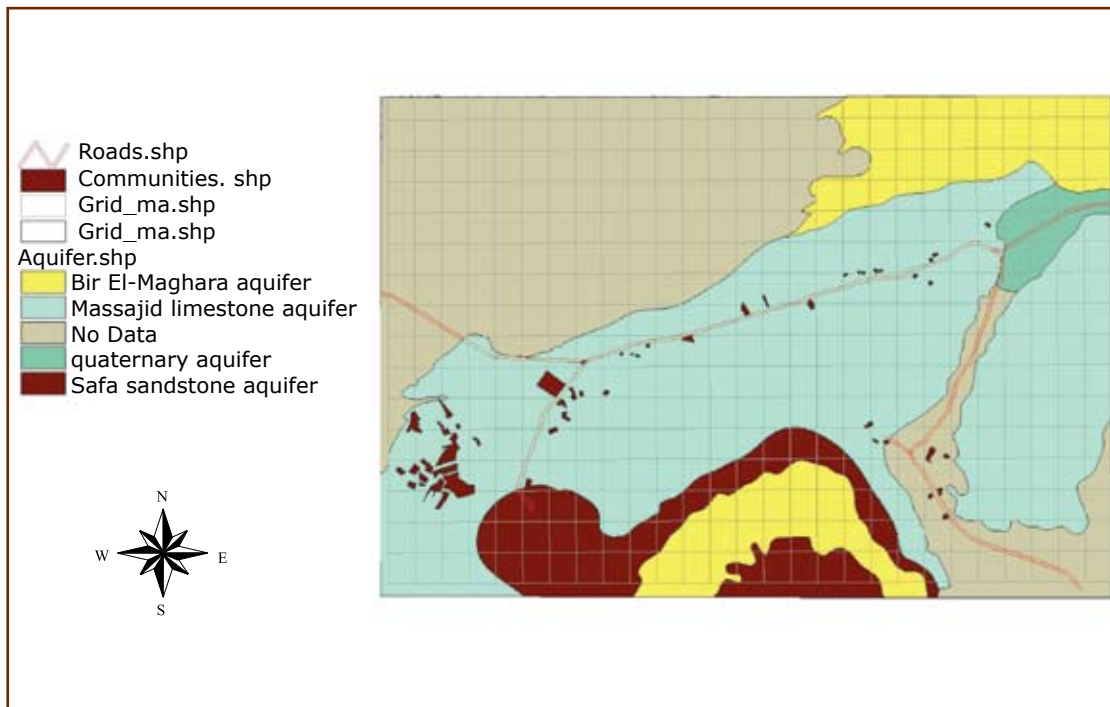 Roads.shp
Communities. shp
Grid_ma.shp
Grid_ma.shp
Aquifer.shp
Bir El-Maghara aquifer
Massajid limestone aquifer
No Data
quaternary aquifer
Safa sandstone aquifer
N
W E
S